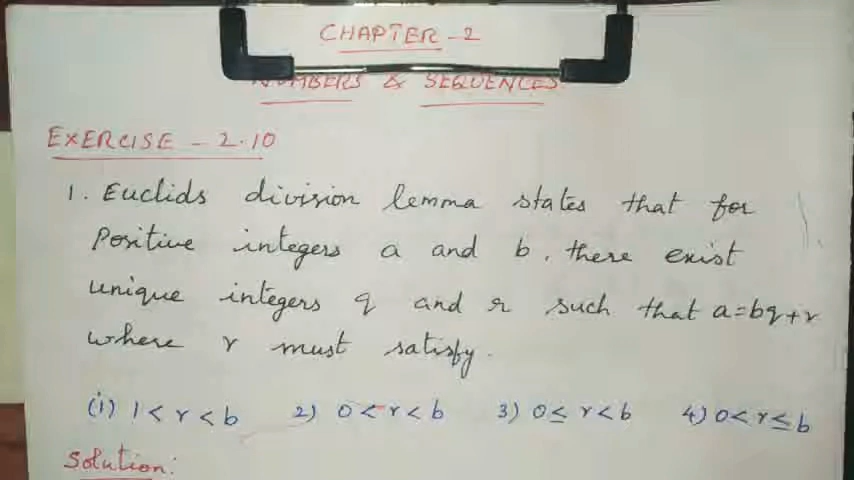 CHAPTER - 2
NUMBERS & SEQUENCES
EXERCISE - 2.10
1. Euclids division lemma states that for
Positive integers a and b, there exist
unique integers q and r such that a=bq+r
where r must satisfy.
(i) 1 < r < b 2) 0 < r < b 3) 0 ≤ r < b 4) 0 < r ≤ b
Solution: